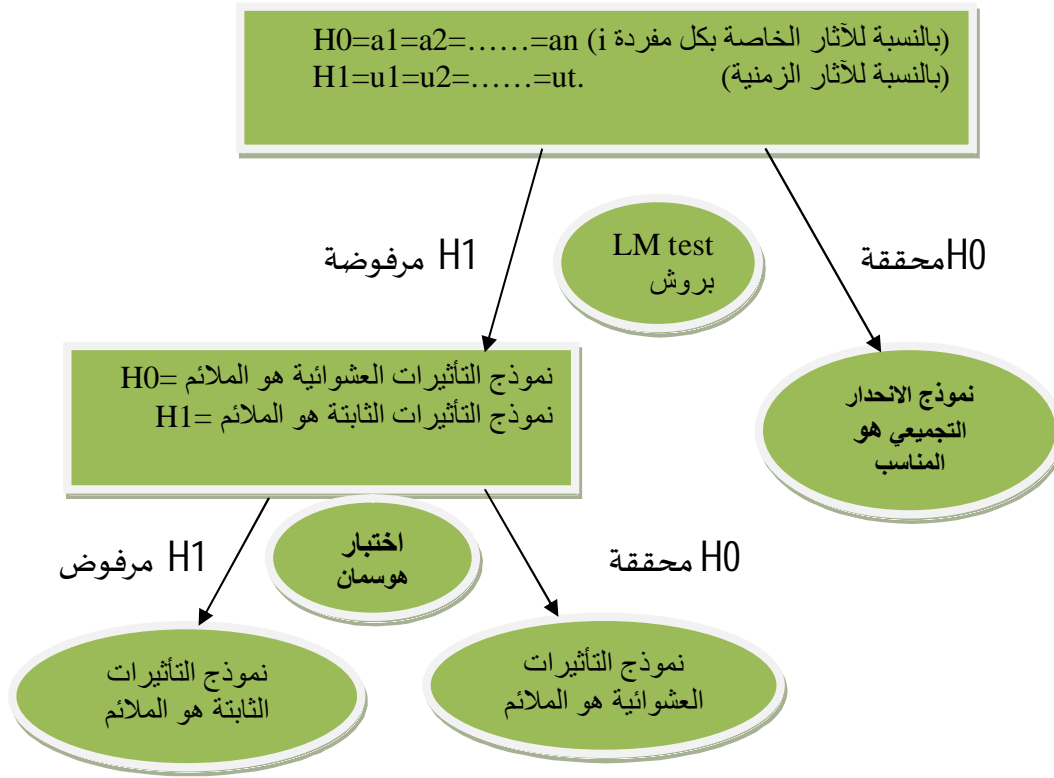 H0=a1=a2=……=an (i بالنسبة للآثار الخاصة بكل مفردة)
H1=u1=u2=……=ut. (بالنسبة للآثار الزمنية)
H1 مرفوضة
LM test
بروش
H0محققة
نموذج التأثيرات العشوائية هو الملائم =H0
نموذج التأثيرات الثابتة هو الملائم =H1
نموذج الانحدار
التجميعي هو
المناسب
H1 مرفوض
اختبار
هوسمان
H0 محققة
نموذج التأثيرات
الثابتة هو الملائم
نموذج التأثيرات
العشوائية هو الملائم